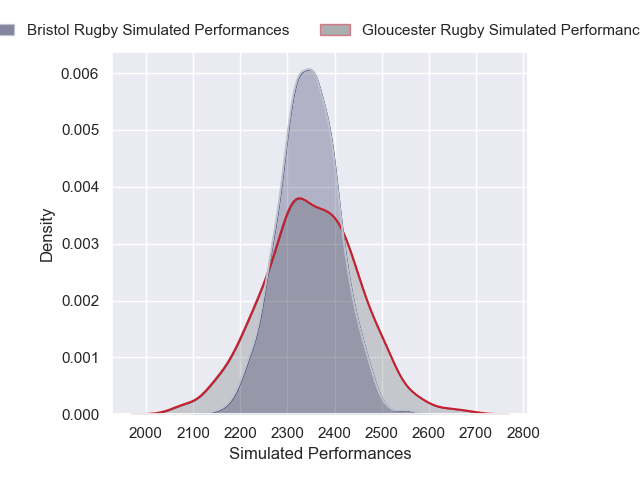 Bristol Rugby Simulated Performances Gloucester Rugby Simulated Performanc
0.006
0.005
0.004
0.003
0.002
0.001
0.000
Density
2000 2100 2200 2300 2400 2500 2600 2700 2800
Simulated Performances